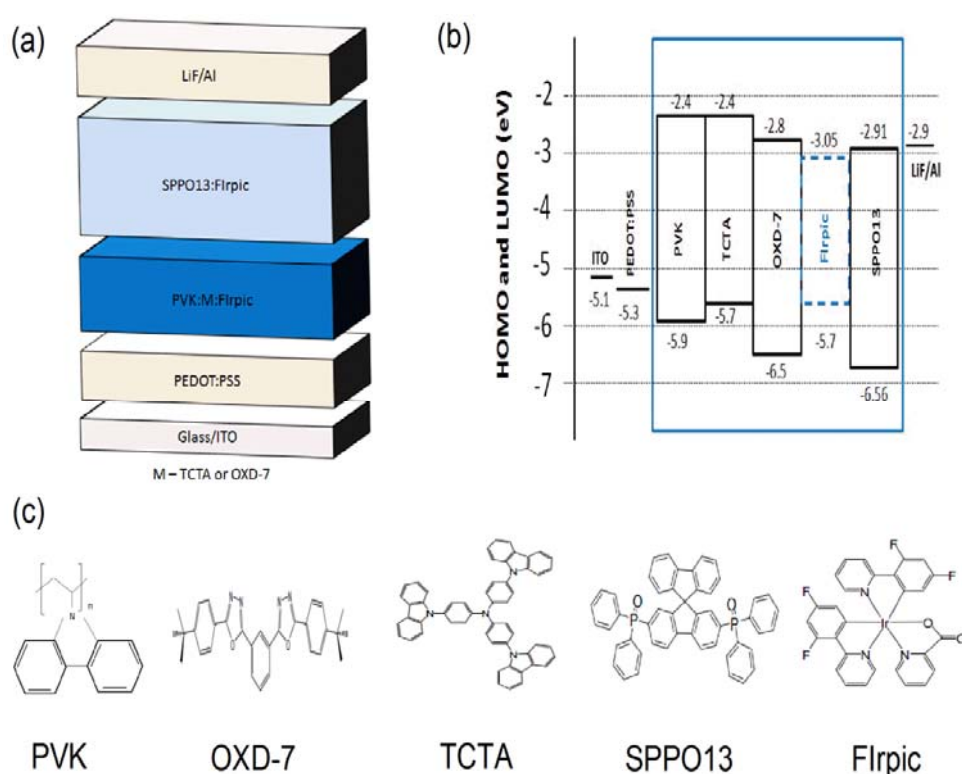 (a)
LiF/Al
SPPO13:FIrpic
PVK:M:FIrpic
PEDOT:PSS
Glass/ITO
M – TCTA or OXD-7
(b)
HOMO and LUMO (eV)
-2
-3
-4
-5
-6
-7
ITO
-5.1
PEDOT:PSS
-5.3
-2.4
PVK
-5.9
-2.4
TCTA
-5.7
-2.8
OXD-7
-6.5
-3.05
FIrpic
-5.7
-2.91
SPPO13
-6.56
-2.9
LiF/Al
(c)
n
N
N
N
N
N
O
P
O
P
F
F
F
F
N
N
N
Ir
O
O
PVK
OXD-7
TCTA
SPPO13
FIrpic